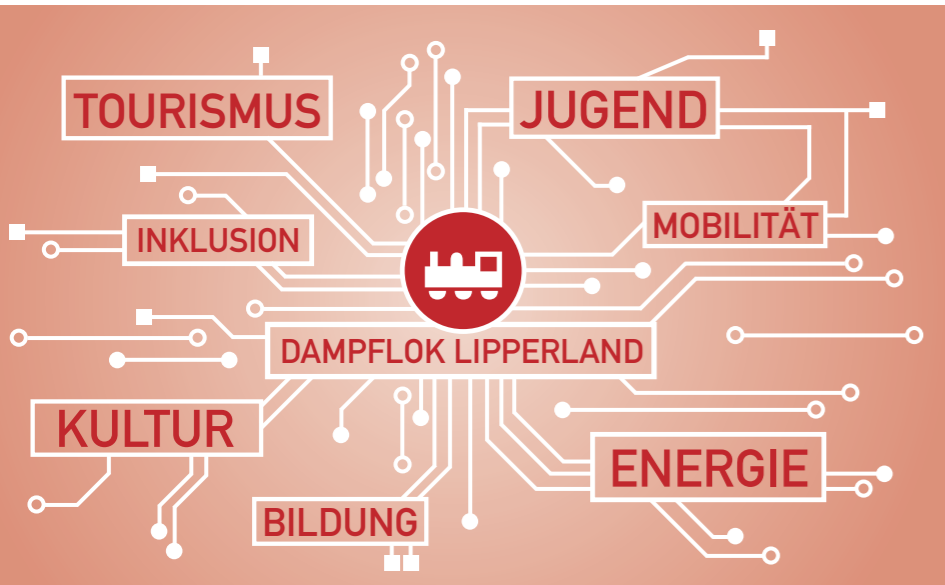 TOURISMUS
JUGEND
INKLUSION
MOBILITÄT
DAMPFLOK LIPPERLAND
KULTUR
ENERGIE
BILDUNG